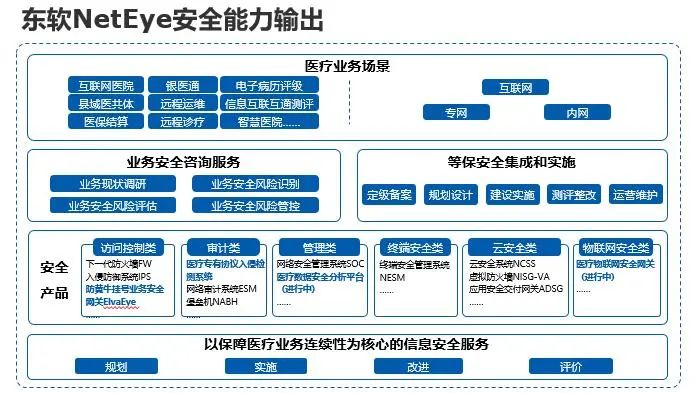 东软NetEye安全能力输出
医疗业务场景
互联网医院 银医通 电子病历评级
县域医共体 远程运维 信息互联互通测评
医保结算 远程诊疗 智慧医院……
互联网
专网 内网
业务安全咨询服务
业务现状调研 业务安全风险识别
业务安全风险评估 业务安全风险管控
等保安全集成和实施
定级备案 规划设计 建设实施 测评整改 运营维护
安全
产品
访问控制类
下一代防火墙FW
入侵防御系统IPS
防黄牛挂号业务安全
网关ElvaEye
……
审计类
医疗专有协议入侵检
测系统
网络审计系统ESM
堡垒机NABH
……
管理类
网络安全管理系统SOC
医疗数据安全分析平台
（进行中）
……
终端安全类
终端安全管理系统
NESM
……
云安全类
云安全系统NCSS
虚拟防火墙NISG-VA
应用安全交付网关ADSG
……
物联网安全类
医疗物联网安全网关
（进行中）
……
以保障医疗业务连续性为核心的信息安全服务
规划 实施 改进 评价